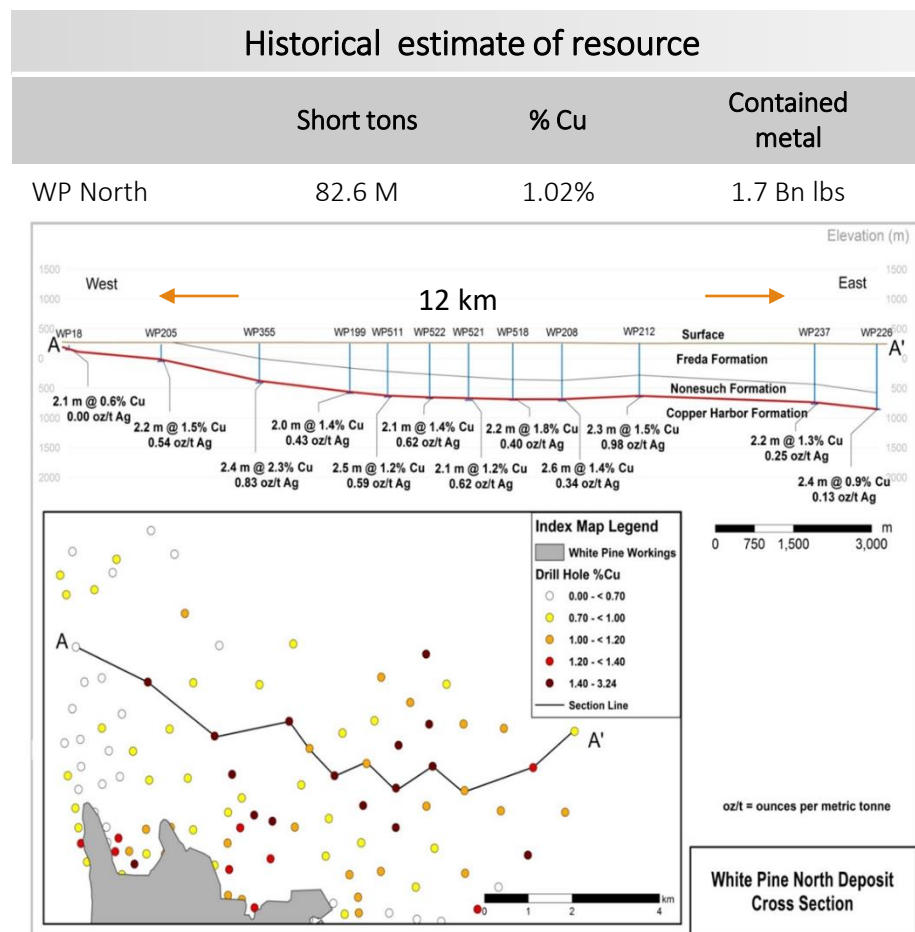 Historical estimate of resource
Short tons % Cu Contained metal
WP North 82.6 M 1.02% 1.7 Bn lbs
Elevation (m)
1500 1500
West East
1000 12 km 1000
500 500
WP18 WP205 WP355 WP199 WP511 WP522 WP521 WP518 WP208 WP212 WP237 WP226
A Surface A'
0 Freda Formation 0
500 Nonesuch Formation 500
Copper Harbor Formation
1000 1000
1500 1500
2000 2000
2.1 m @ 0.6% Cu
0.00 oz/t Ag
2.2 m @ 1.5% Cu
0.54 oz/t Ag
2.4 m @ 2.3% Cu
0.83 oz/t Ag
2.0 m @ 1.4% Cu
0.43 oz/t Ag
2.5 m @ 1.2% Cu
0.59 oz/t Ag
2.1 m @ 1.4% Cu
0.62 oz/t Ag
2.1 m @ 1.2% Cu
0.62 oz/t Ag
2.2 m @ 1.8% Cu
0.40 oz/t Ag
2.6 m @ 1.4% Cu
0.34 oz/t Ag
2.3 m @ 1.5% Cu
0.98 oz/t Ag
2.2 m @ 1.3% Cu
0.25 oz/t Ag
2.4 m @ 0.9% Cu
0.13 oz/t Ag
m
0 750 1,500 3,000
Index Map Legend
White Pine Workings
Drill Hole %Cu
0.00 - < 0.70
0.70 - < 1.00
1.00 - < 1.20
1.20 - < 1.40
1.40 - 3.24
Section Line
A
A'
km
0 1 2 4
oz/t = ounces per metric tonne
White Pine North Deposit
Cross Section